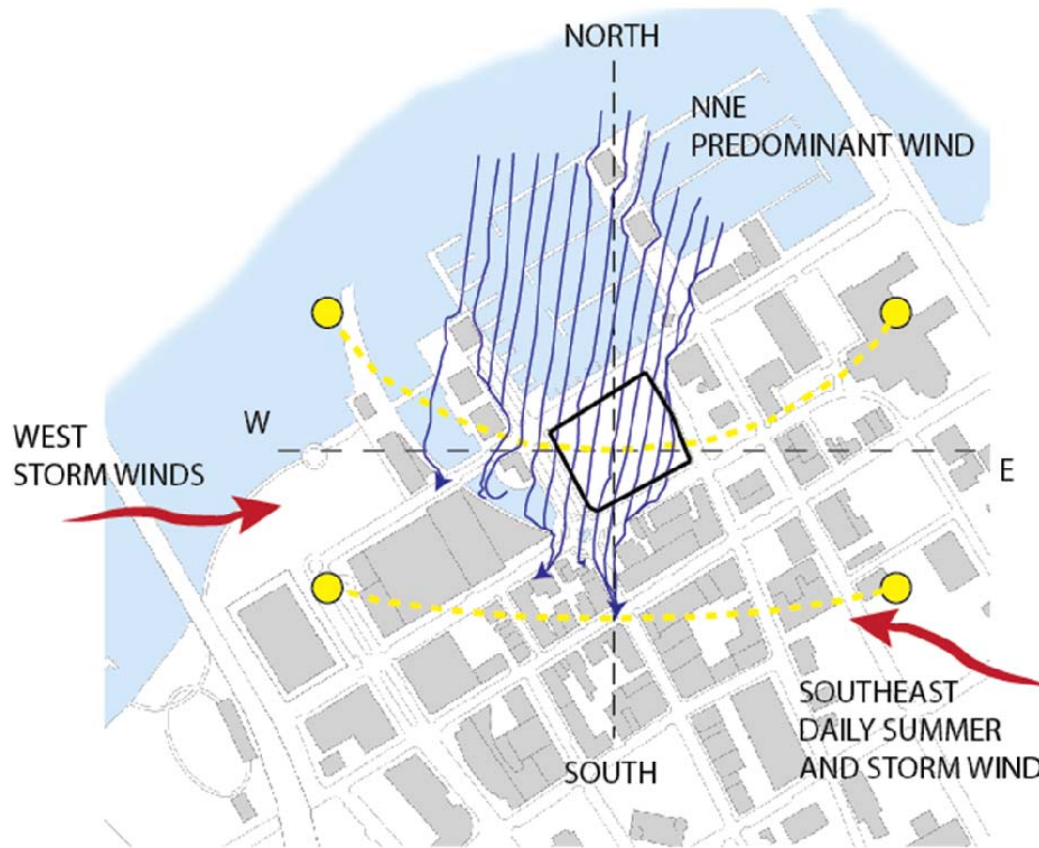 NORTH
NNE
PREDOMINANT WIND
W
WEST
STORM WINDS
E
SOUTHEAST
DAILY SUMMER
AND STORM WIND
SOUTH